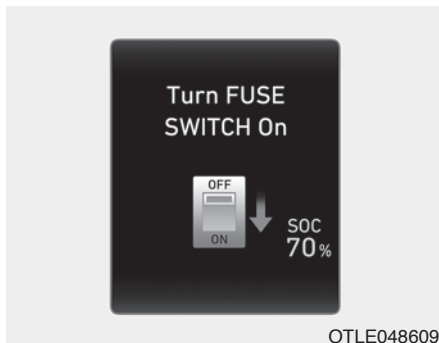 Turn FUSE
SWITCH On
OFF
ON
SOC
70%
OTLE048609